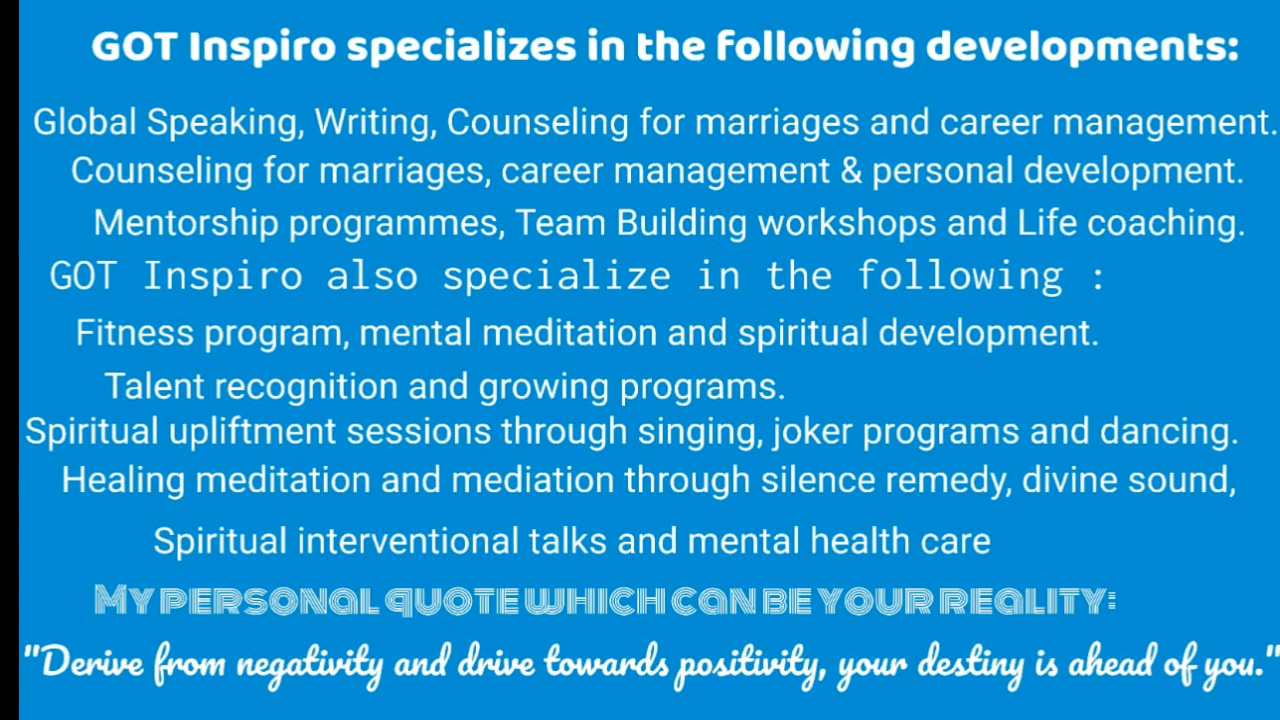 GOT Inspiro specializes in the following developments:
Global Speaking, Writing, Counseling for marriages and career management.
Counseling for marriages, career management & personal development.
Mentorship programmes, Team Building workshops and Life coaching.
GOT Inspiro also specialize in the following :
Fitness program, mental meditation and spiritual development.
Talent recognition and growing programs.
Spiritual upliftment sessions through singing, joker programs and dancing.
Healing meditation and mediation through silence remedy, divine sound,
Spiritual interventional talks and mental health care
My personal quote which can be your reality:
"Derive from negativity and drive towards positivity, your destiny is ahead of you."